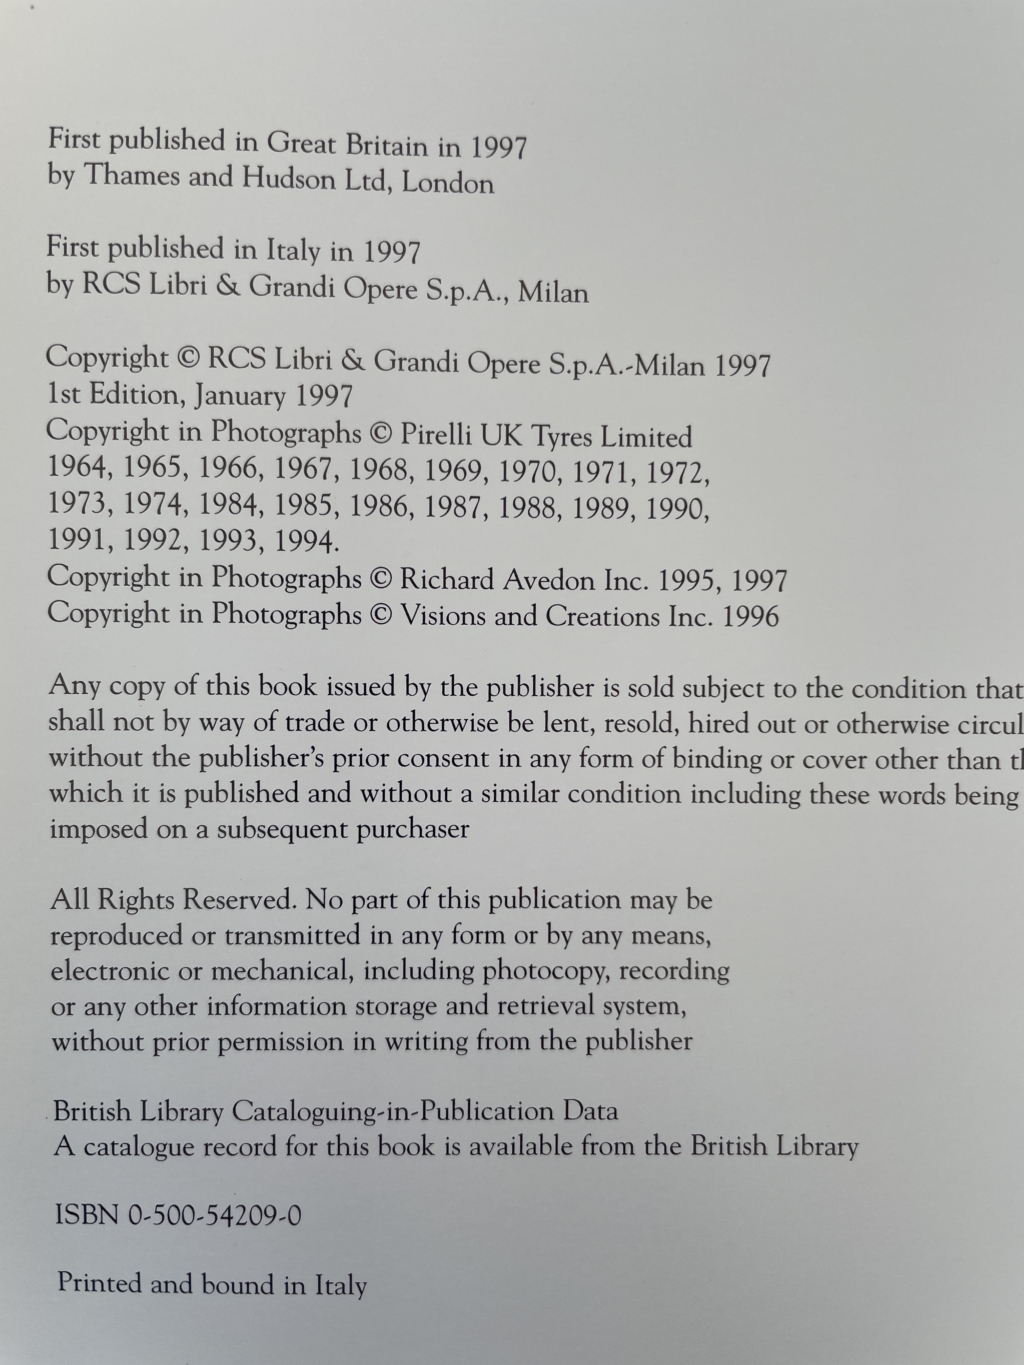 First published in Great Britain in 1997
by Thames and Hudson Ltd, London
First published in Italy in 1997
by RCS Libri & Grandi Opere S.p.A., Milan
Copyright © RCS Libri & Grandi Opere S.p.A.-Milan 1997
1st Edition, January 1997
Copyright in Photographs © Pirelli UK Tyres Limited
1964, 1965, 1966, 1967, 1968, 1969, 1970, 1971, 1972,
1973, 1974, 1984, 1985, 1986, 1987, 1988, 1989, 1990,
1991, 1992, 1993, 1994.
Copyright in Photographs © Richard Avedon Inc. 1995, 1997
Copyright in Photographs © Visions and Creations Inc. 1996
Any copy of this book issued by the publisher is sold subject to the condition that
shall not by way of trade or otherwise be lent, resold, hired out or otherwise
without the publisher's prior consent in any form of binding or cover other than
which it is published and without a similar condition including these words being
imposed on a subsequent purchaser
All Rights Reserved. No part of this publication may be
reproduced or transmitted in any form or by any means,
electronic or mechanical, including photocopy, recording
or any other information storage and retrieval system,
without prior permission in writing from the publisher
British Library Cataloguing-in-Publication Data
A catalogue record for this book is available from the British Library
ISBN 0-500-54209-0
Printed and bound in Italy